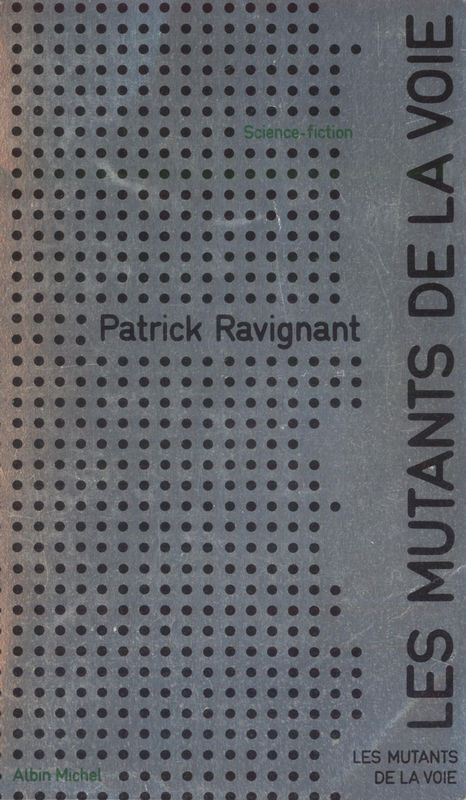 Science-fiction
Patrick Ravignant
LES MUTANTS DE LA VOIE
LES MUTANTS
DE LA VOIE
Albin Michel